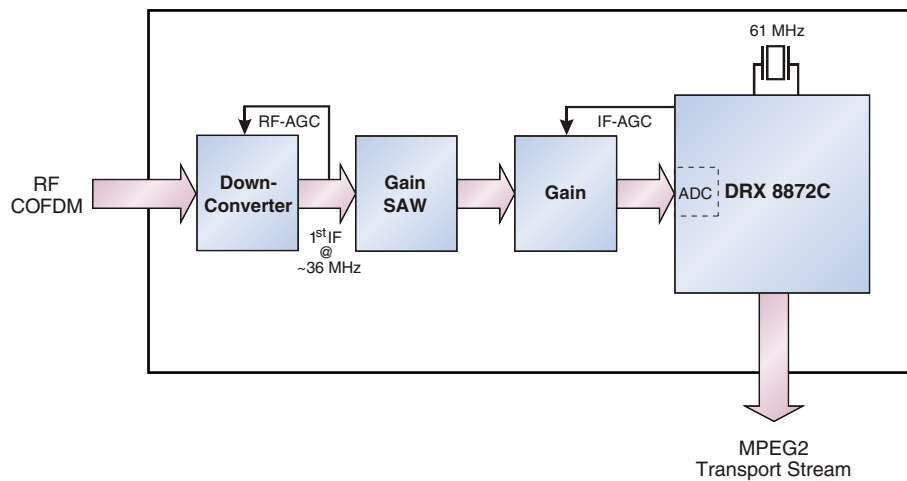 61 MHz
RF-AGC
IF-AGC
RF
COFDM
Down-
Converter
Gain
SAW
Gain
ADC
DRX 8872C
1st IF
@
~36 MHz
MPEG2
Transport Stream